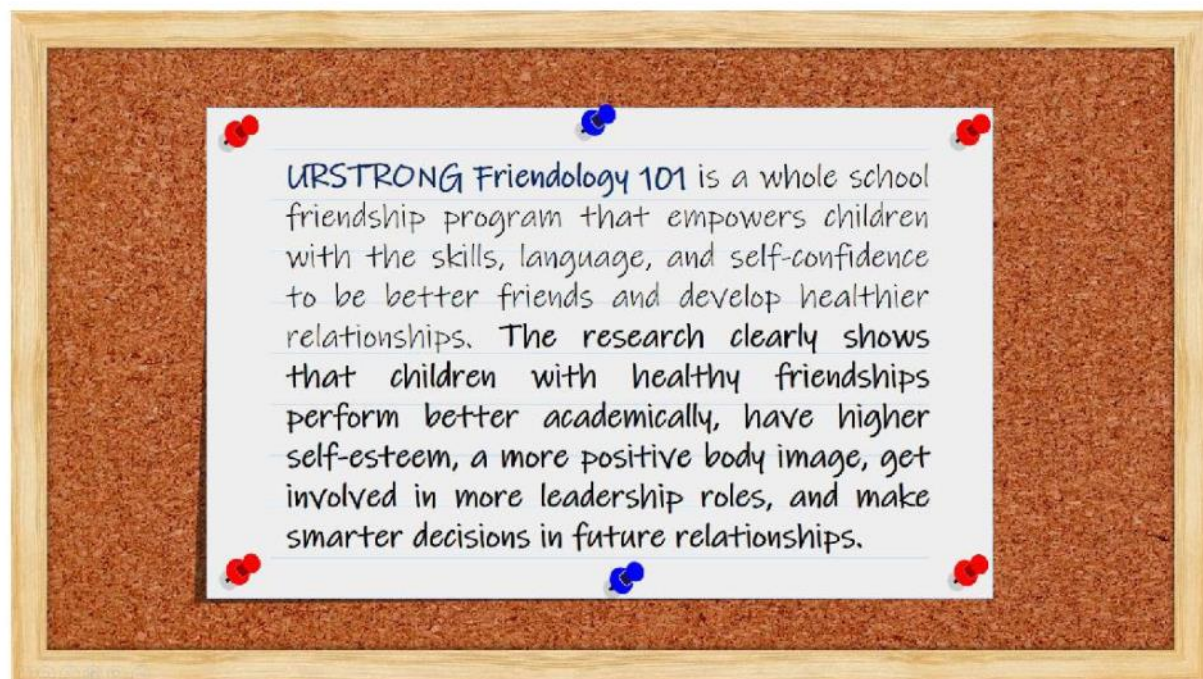 URSTRONG Friendology 101 is a whole school
friendship program that empowers children
with the skills, language, and self-confidence
to be better friends and develop healthier
relationships. The research clearly shows
that children with healthy friendships
perform better academically, have higher
self-esteem, a more positive body image, get
involved in more leadership roles, and make
smarter decisions in future relationships.